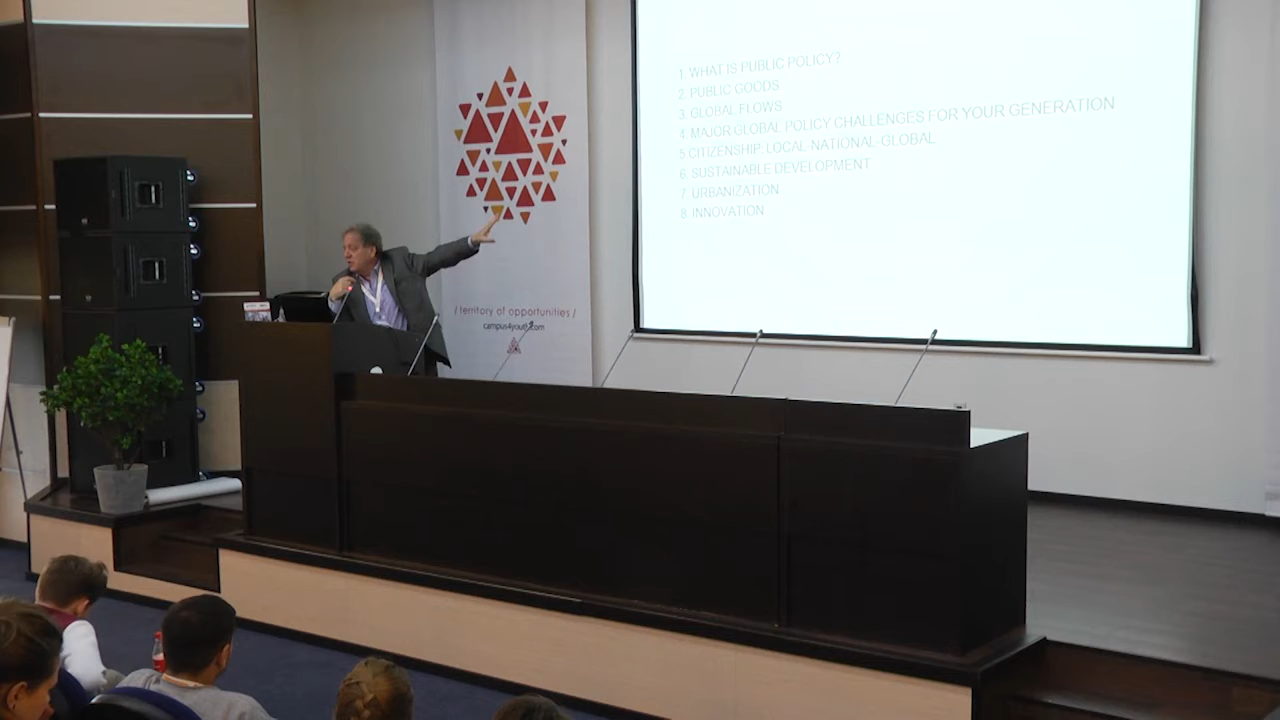 1. WHAT IS PUBLIC POLICY?
2. PUBLIC GOODS
3. GLOBAL FLOWS
4. MAJOR GLOBAL POLICY CHALLENGES FOR YOUR GENERATION
5 CITIZENSHIP: LOCAL-NATIONAL-GLOBAL
6. SUSTAINABLE DEVELOPMENT
7. URBANIZATION
8. INNOVATION
/ territory of opportunities /
campus4youth.com